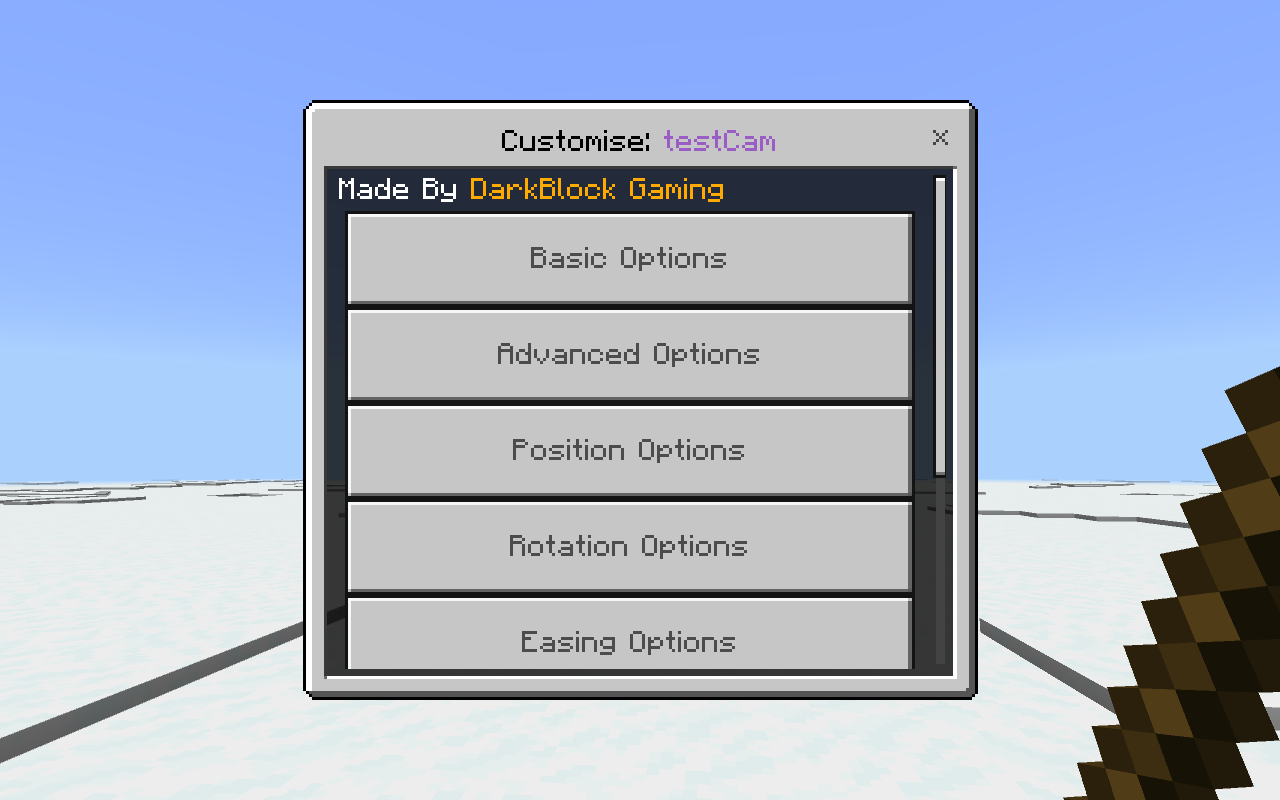 Customise: testCam
Made By DarkBlock Gaming
Basic Options
Advanced Options
Position Options
Rotation Options
Easing Options